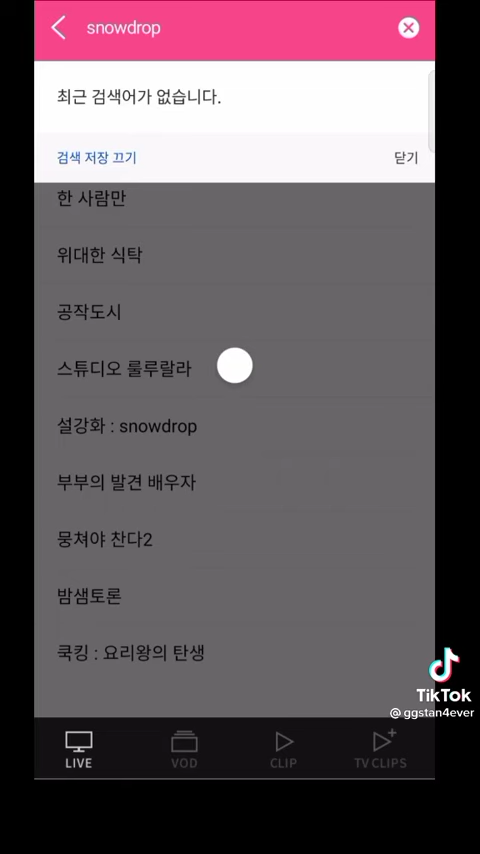 snowdrop
최근 검색어가 없습니다.
검색 저장 끄기
닫기
한 사람만
위대한 식탁
공작도시
스튜디오 룰루랄라
설강화 : snowdrop
부부의 발견 배우자
뭉쳐야 찬다2
밤샘토론
쿡킹 : 요리왕의 탄생
TikTok
@ggstan4ever
LIVE
VOD
CLIP
TV CLIPS